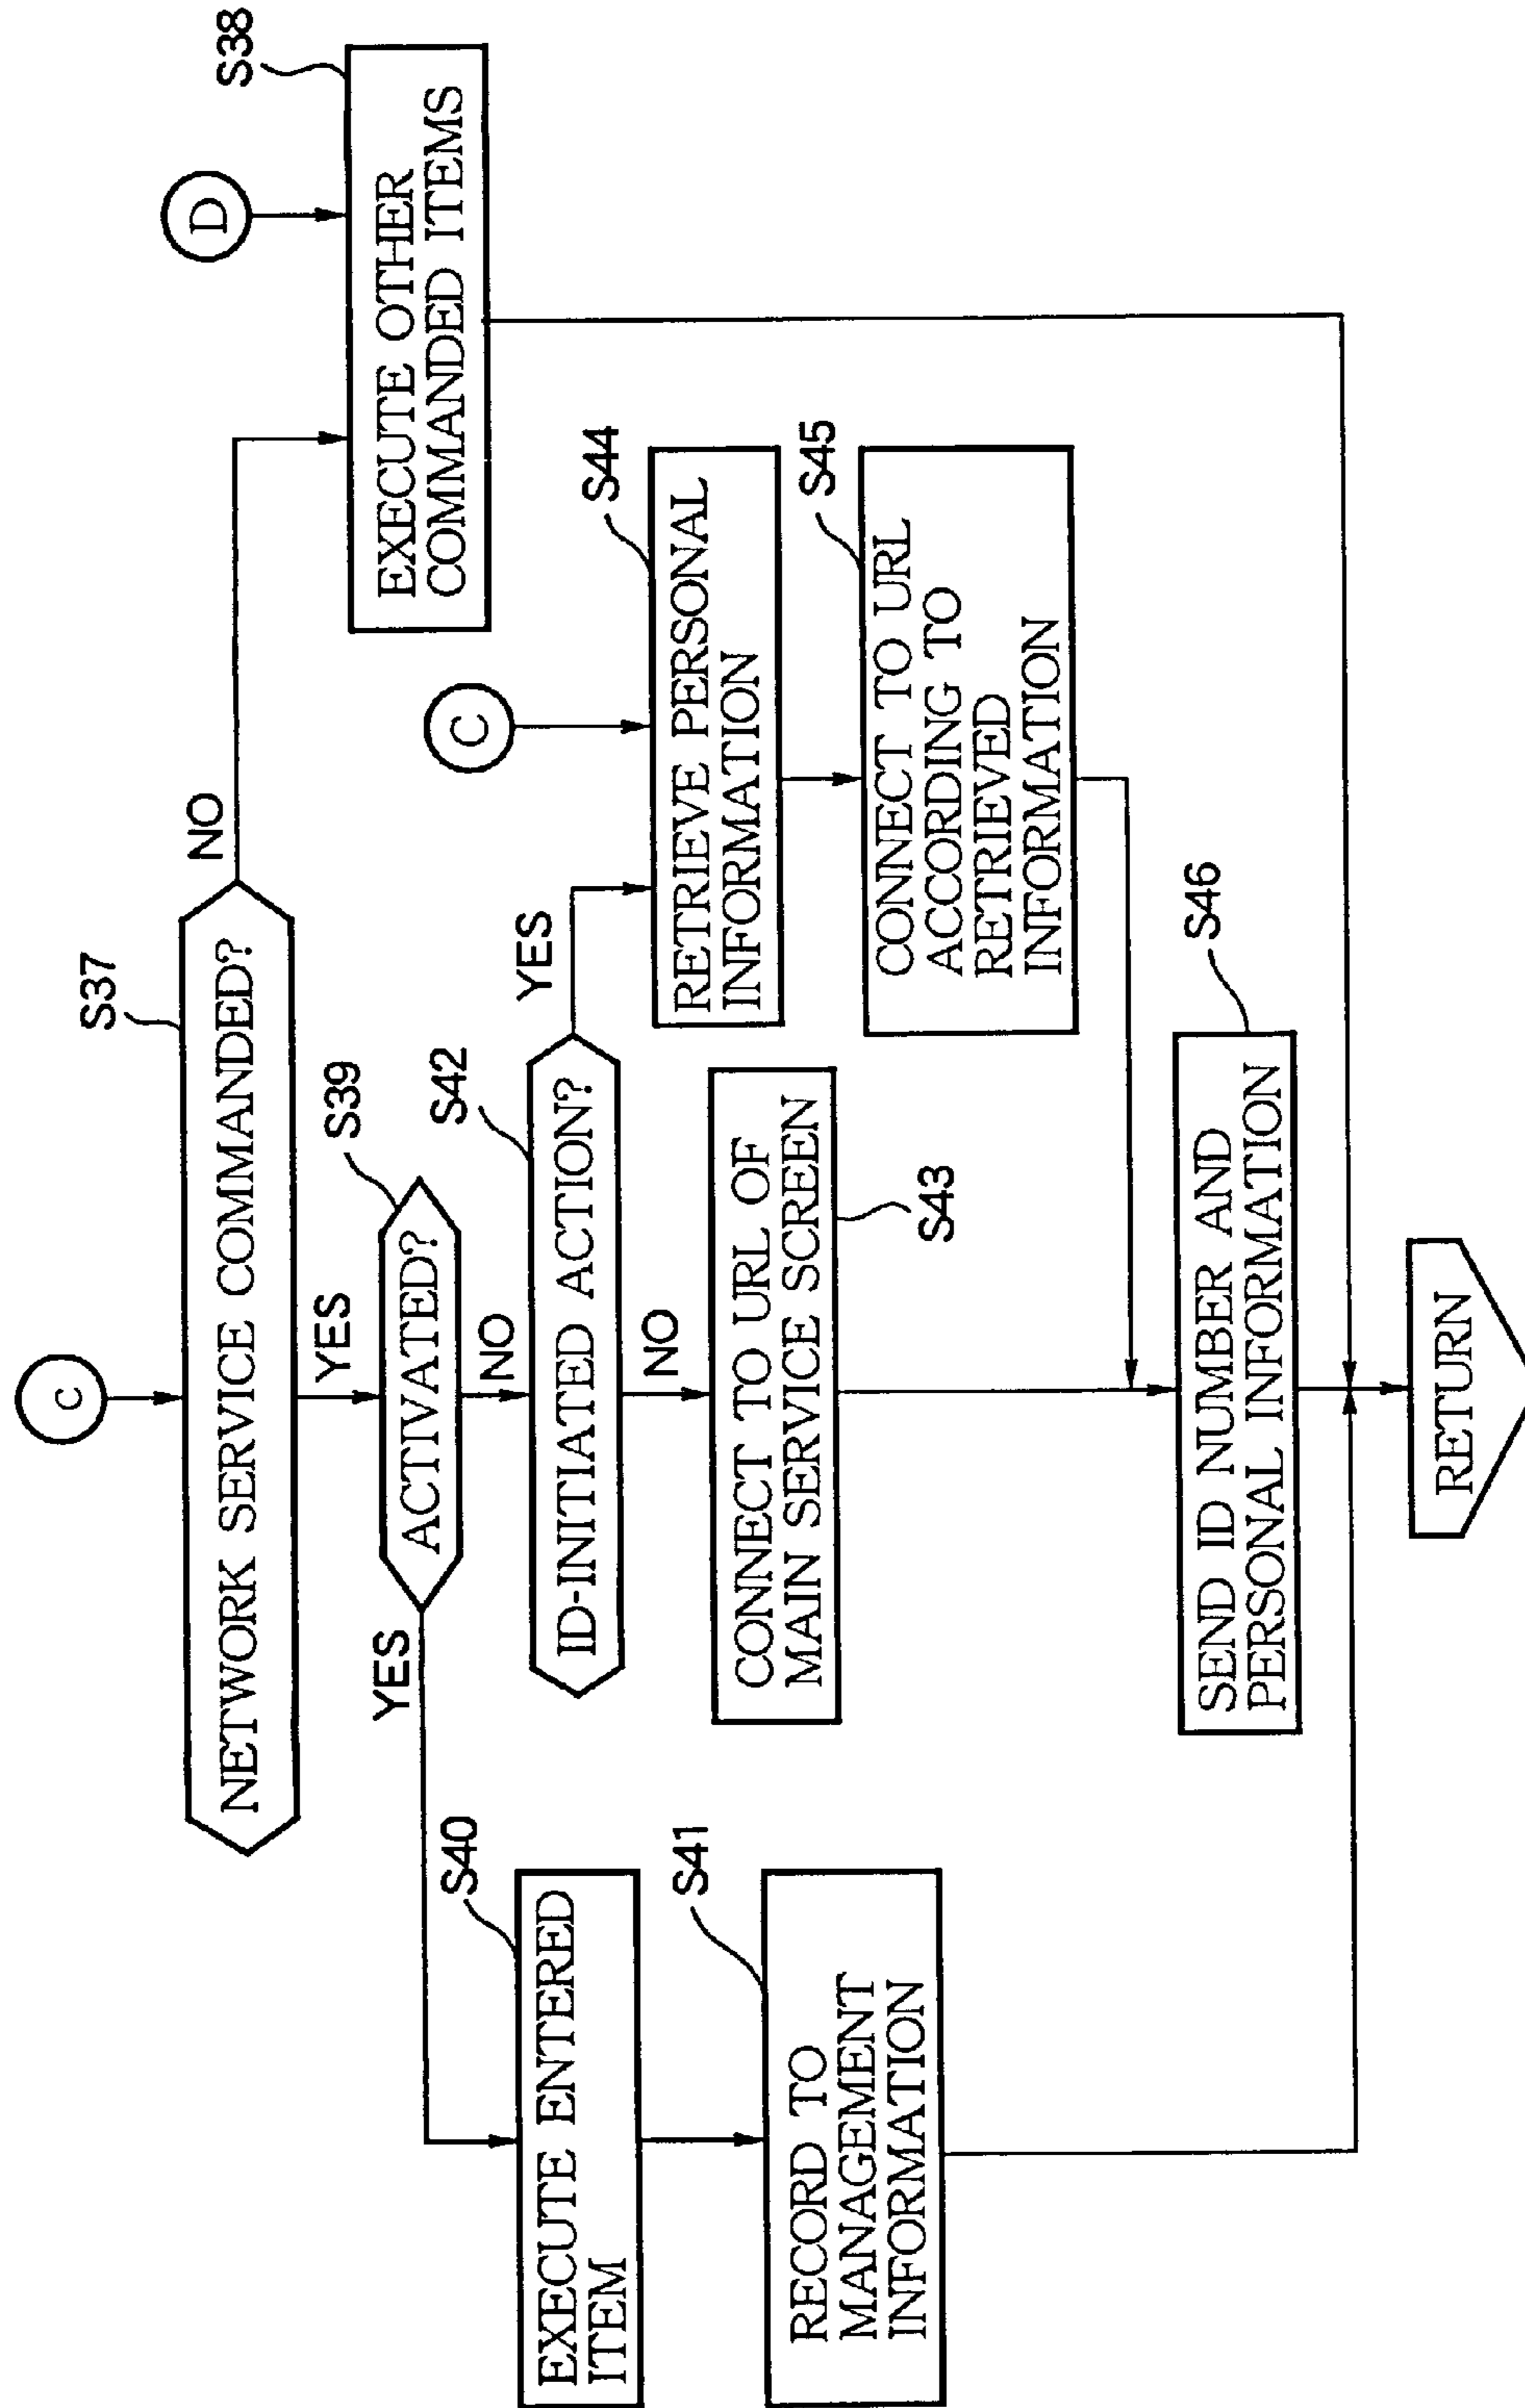 c
S37
NETWORK SERVICE COMMANDED?
NO
YES
D
S38
EXECUTE OTHER
COMMANDED ITEMS
S39
ACTIVATED?
YES
NO
S40
EXECUTE ENTERED
ITEM
S41
RECORD TO
MANAGEMENT
INFORMATION
S42
ID-INITIATED ACTION?
YES
NO
S43
CONNECT TO URL OF
MAIN SERVICE SCREEN
C
S44
RETRIEVE PERSONAL
INFORMATION
S45
CONNECT TO URL
ACCORDING TO
RETRIEVED
INFORMATION
S46
SEND ID NUMBER AND
PERSONAL INFORMATION
RETURN